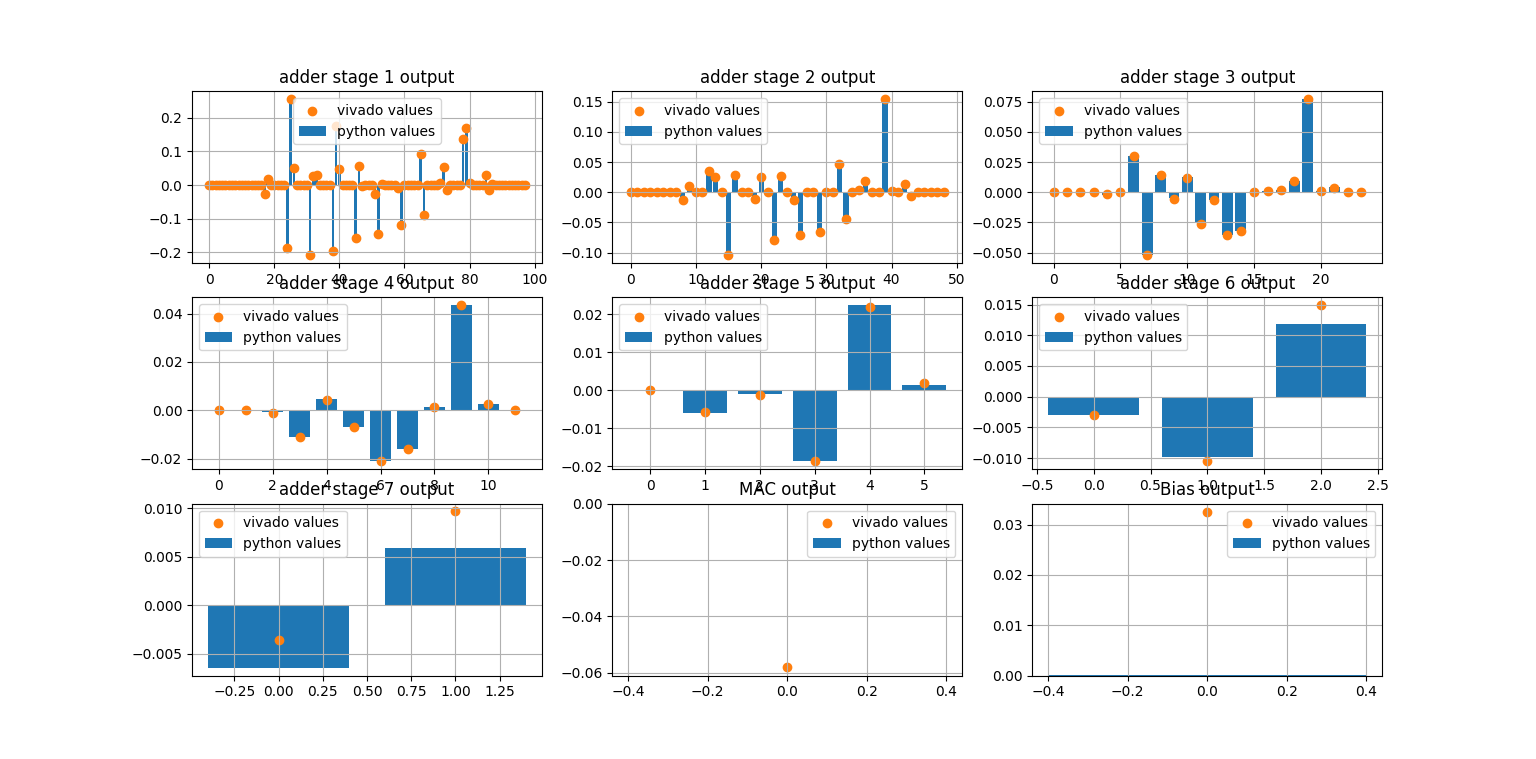 adder stage 1 output
vivado values
python values
0.2
0.1
0.0
−0.1
−0.2
0 20 40 60 80 100
adder stage 2 output
vivado values
python values
0.15
0.10
0.05
0.00
−0.05
−0.10
0 10 20 30 40 50
adder stage 3 output
vivado values
python values
0.075
0.050
0.025
0.000
−0.025
−0.050
0 5 10 15 20
adder stage 4 output
vivado values
python values
0.04
0.02
0.00
−0.02
0 2 4 6 8 10
adder stage 5 output
vivado values
python values
0.02
0.01
0.00
−0.01
−0.02
0 1 2 3 4 5
adder stage 6 output
vivado values
python values
0.015
0.010
0.005
0.000
−0.005
−0.010
−0.5 0.0 0.5 1.0 1.5 2.0 2.5
adder stage 7 output
vivado values
python values
0.010
0.005
0.000
−0.005
−0.25 0.00 0.25 0.50 0.75 1.00 1.25
MAC output
vivado values
python values
0.00
−0.02
−0.04
−0.06
−0.4 −0.2 0.0 0.2 0.4
Bias output
vivado values
python values
0.03
0.02
0.01
0.00
−0.4 −0.2 0.0 0.2 0.4